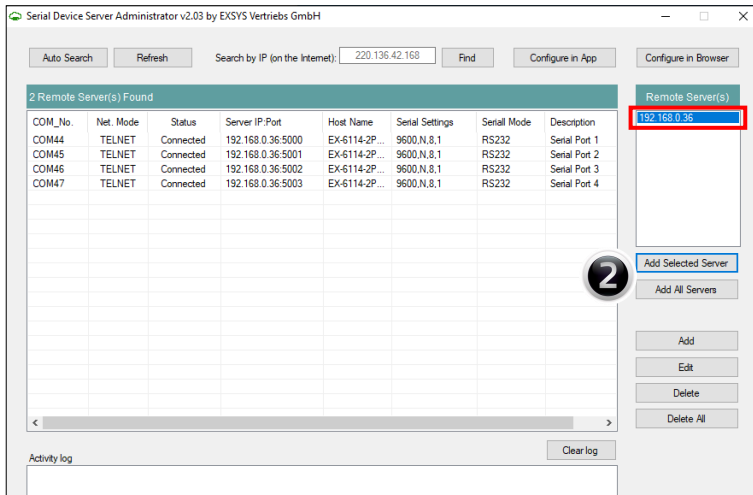 Serial Device Server Administrator v2.03 by EXSYS Vertriebs GmbH
Auto Search Refresh Search by IP (on the Internet): 220.136.42.168 Find Configure in App Configure in Browser
2 Remote Server(s) Found Remote Server(s)
COM_No. Net. Mode Status Server IP:Port Host Name Serial Settings Seriall Mode Description
192.168.0.36
COM44 TELNET Connected 192.168.0.36:5000 EX-6114-2P... 9600,N,8,1 RS232 Serial Port 1
COM45 TELNET Connected 192.168.0.36:5001 EX-6114-2P... 9600,N,8,1 RS232 Serial Port 2
COM46 TELNET Connected 192.168.0.36:5002 EX-6114-2P... 9600,N,8,1 RS232 Serial Port 3
COM47 TELNET Connected 192.168.0.36:5003 EX-6114-2P... 9600,N,8,1 RS232 Serial Port 4
2
Add Selected Server
Add All Servers
Add
Edit
Delete
Delete All
Activity log Clear log